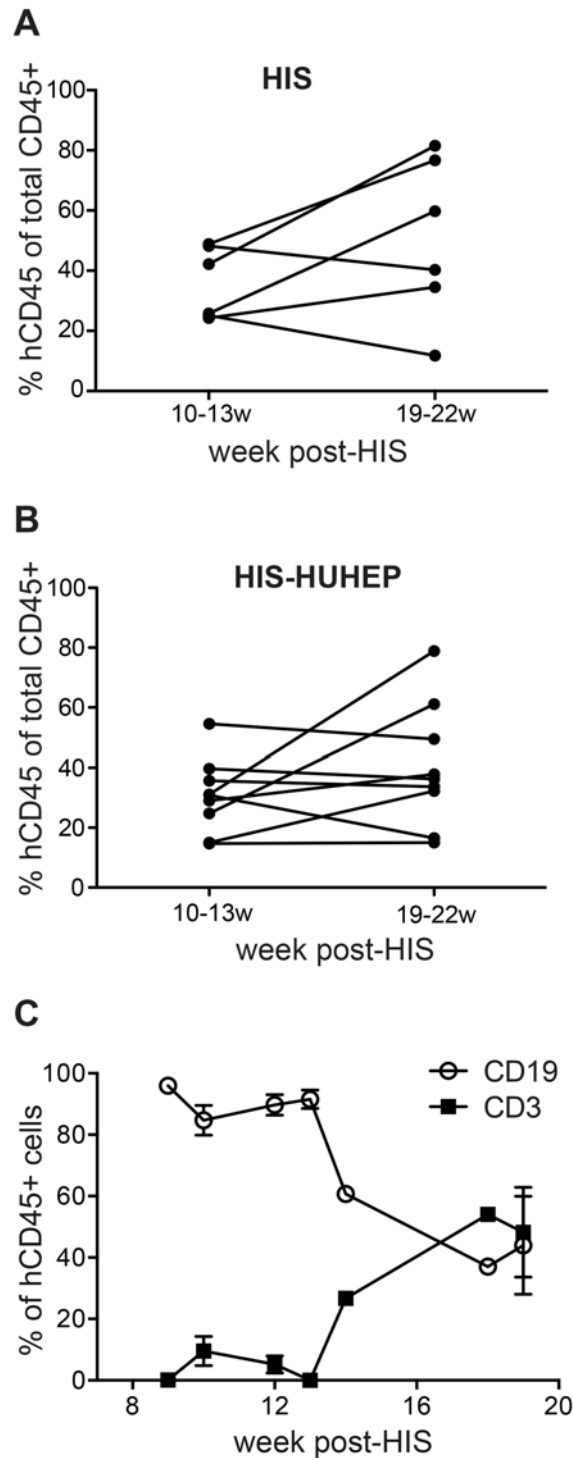 A
HIS
% hCD45 of total CD45+
100
80
60
40
20
0
10-13w 19-22w
week post-HIS
B
HIS-HUHEP
% hCD45 of total CD45+
100
80
60
40
20
0
10-13w 19-22w
week post-HIS
C
CD19
CD3
% of hCD45+ cells
100
80
60
40
20
0
8 12 16 20
week post-HIS